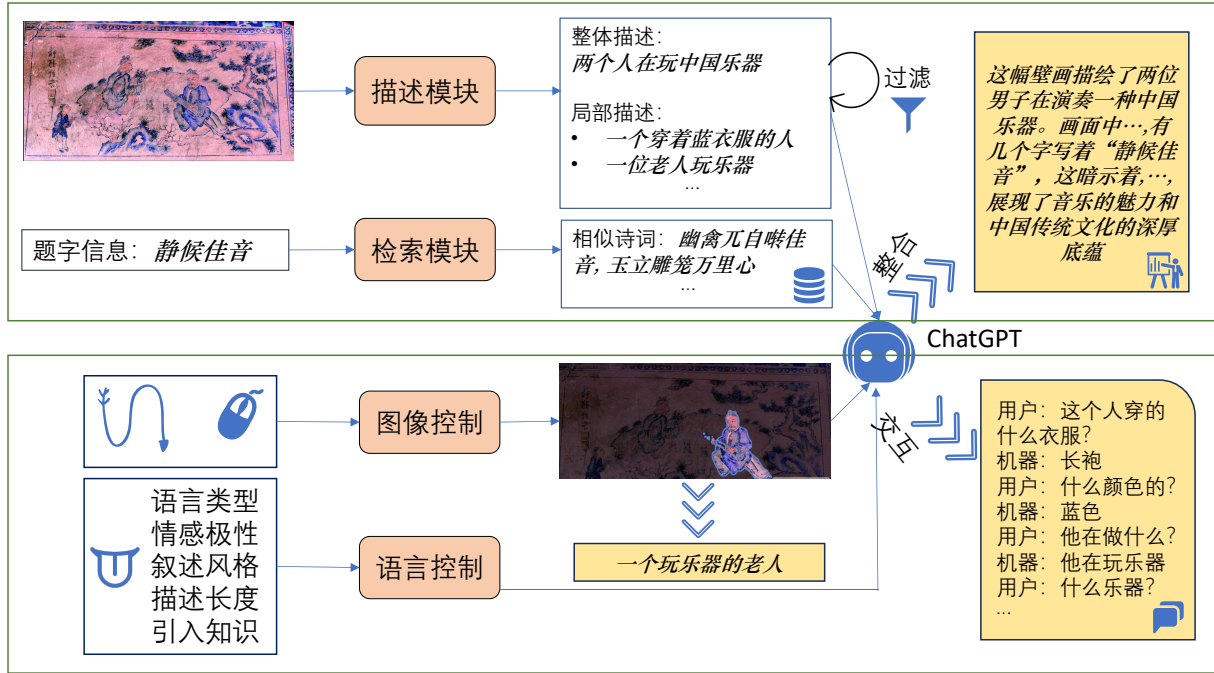 描述模块
整体描述：
两个人在玩中国乐器
局部描述：
• 一个穿着蓝衣服的人
• 一位老人玩乐器
…
过滤
题字信息：静候佳音
检索模块
相似诗词：幽禽兀自啭佳
音, 玉立雕笼万里心
…
整合
这幅壁画描绘了两位
男子在演奏一种中国
乐器。画面中…,有
几个字写着“静候佳
音”，这暗示着,…,
展现了音乐的魅力和
中国传统文化的深厚
底蕴
ChatGPT
图像控制
交互
一个玩乐器的老人
语言类型
情感极性
叙述风格
描述长度
引入知识
语言控制
用户：这个人穿的
什么衣服?
机器：长袍
用户：什么颜色的?
机器：蓝色
用户：他在做什么?
机器：他在玩乐器
用户：什么乐器?
…